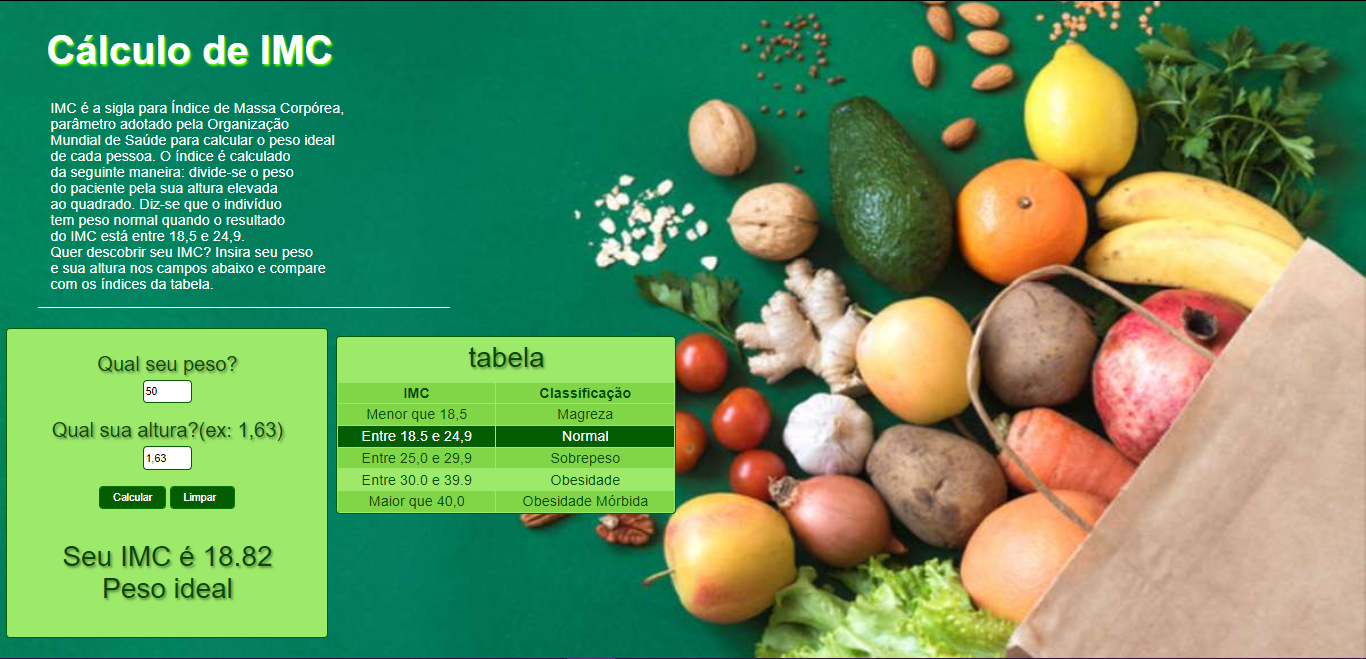 Cálculo de IMC
IMC é a sigla para Índice de Massa Corpórea,
parâmetro adotado pela Organização
Mundial de Saúde para calcular o peso ideal
de cada pessoa. O índice é calculado
da seguinte maneira: divide-se o peso
do paciente pela sua altura elevada
ao quadrado. Diz-se que o indivíduo
tem peso normal quando o resultado
do IMC está entre 18,5 e 24,9.
Quer descobrir seu IMC? Insira seu peso
e sua altura nos campos abaixo e compare
com os índices da tabela.
Qual seu peso?
50
Qual sua altura?(ex: 1,63)
1,63
Calcular Limpar
Seu IMC é 18.82
Peso ideal
tabela
IMC Classificação
Menor que 18,5 Magreza
Entre 18.5 e 24,9 Normal
Entre 25,0 e 29,9 Sobrepeso
Entre 30.0 e 39.9 Obesidade
Maior que 40,0 Obesidade Mórbida